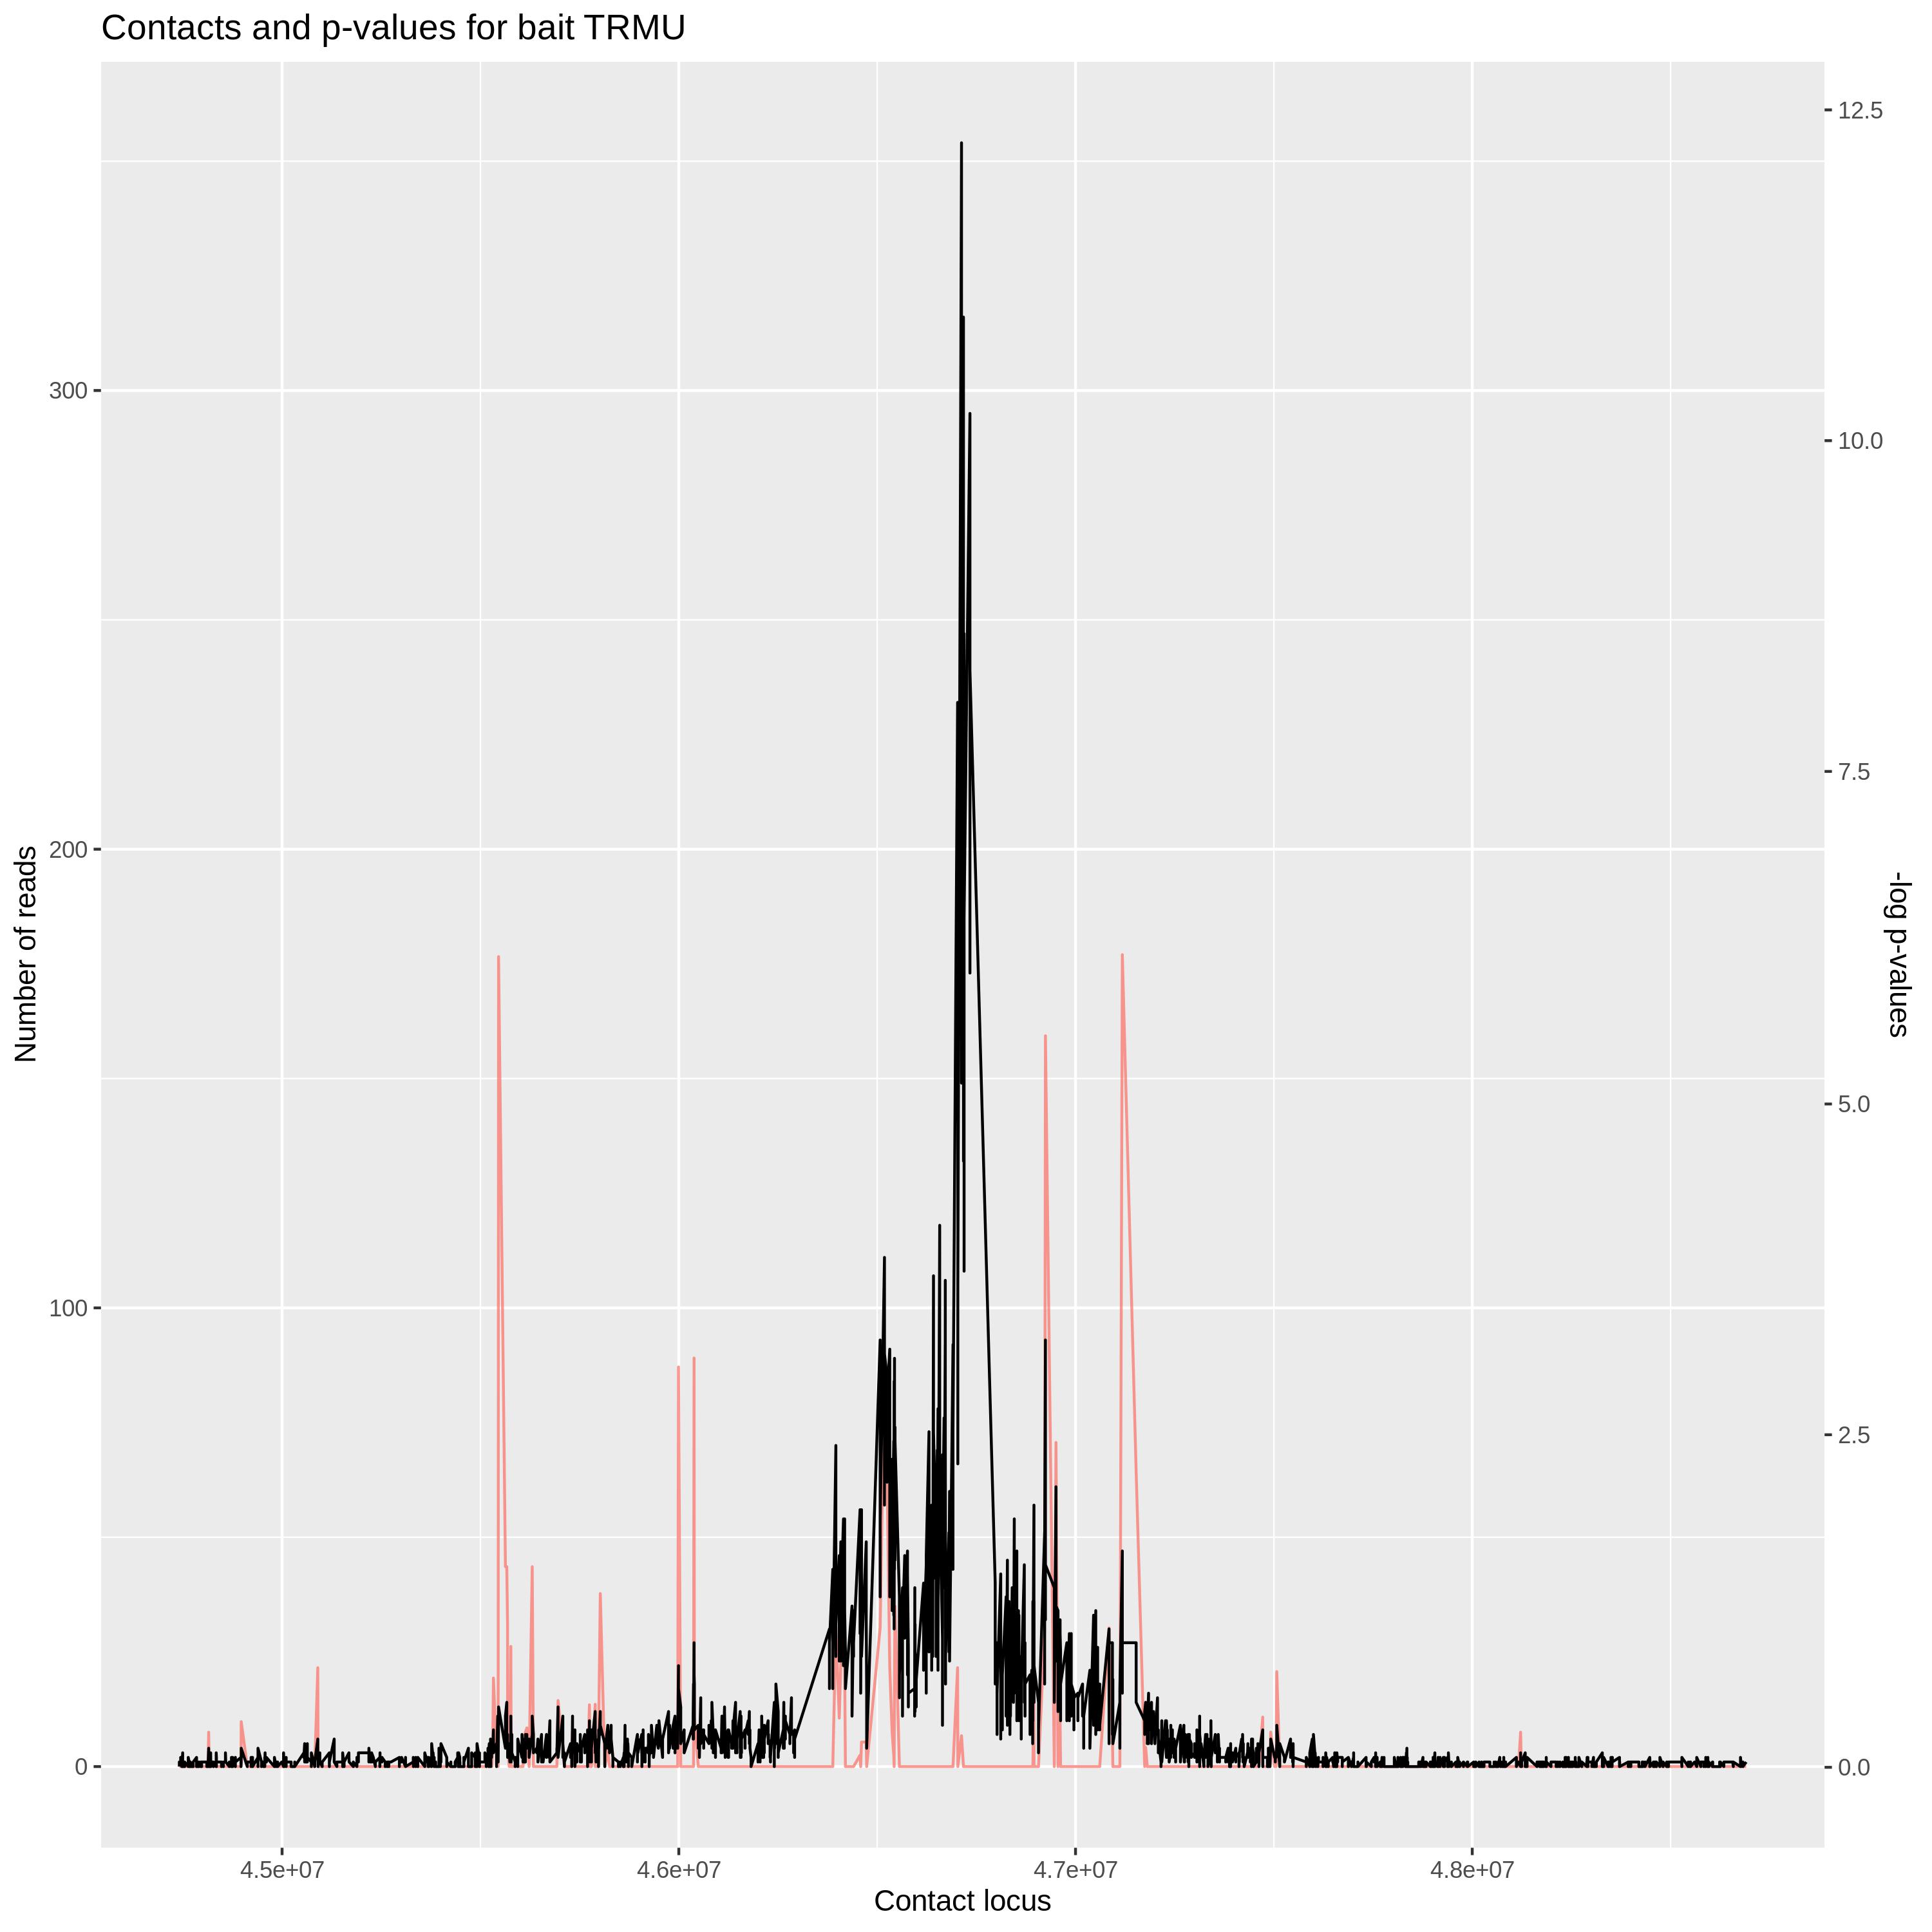 Contacts and p-values for bait TRMU
Number of reads
300
200
100
0
12.5
10.0
7.5
5.0
2.5
0.0
-log p-values
4.5e+07
4.6e+07
4.7e+07
4.8e+07
Contact locus